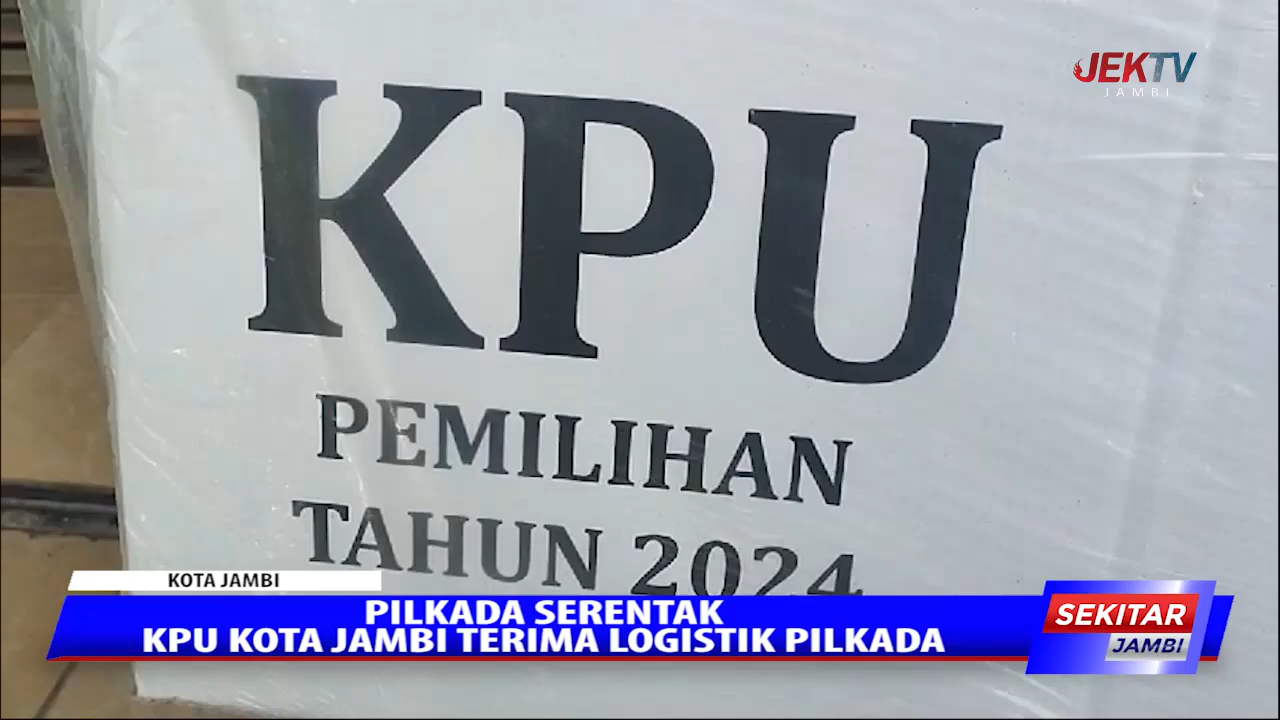 JEKTV
JAMBI
KPU
PEMILIHAN
TAHUN 2024
KOTA JAMBI
PILKADA SERENTAK
KPU KOTA JAMBI TERIMA LOGISTIK PILKADA
SEKITAR
JAMBI